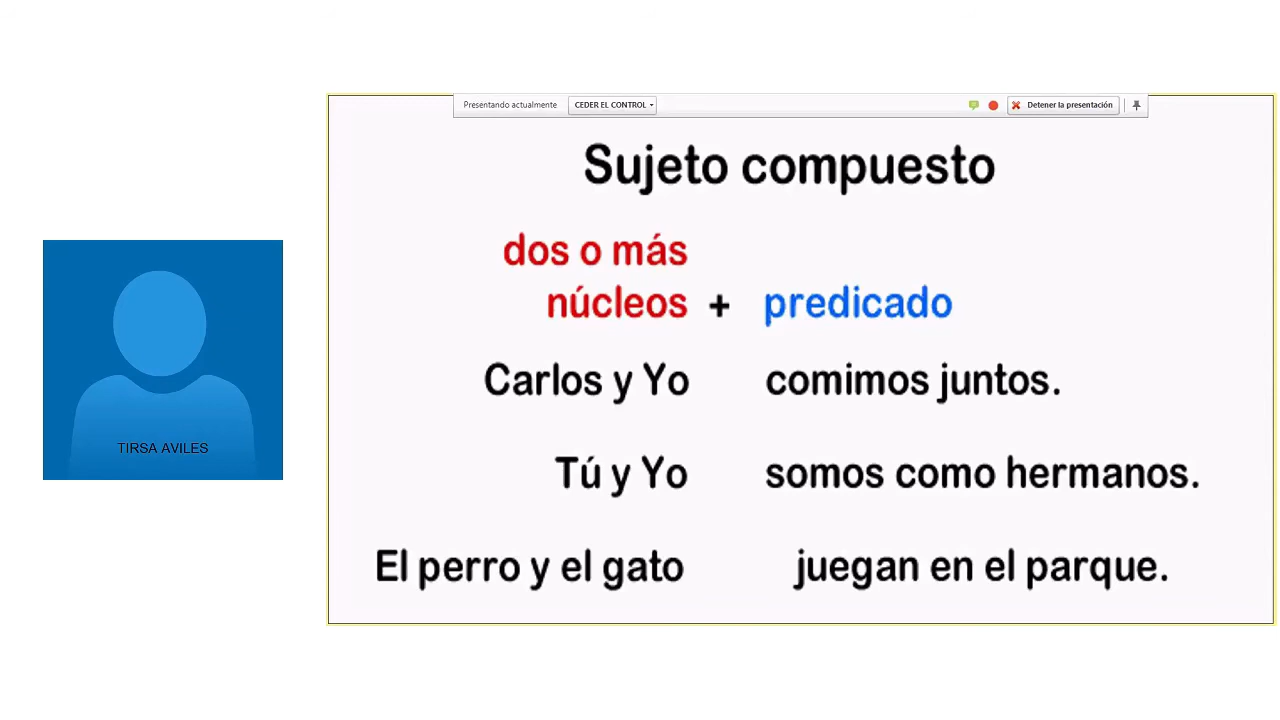 Presentando actualmente CEDER EL CONTROL Detener la presentación
Sujeto compuesto
dos o más
núcleos + predicado
Carlos y Yo comimos juntos.
Tú y Yo somos como hermanos.
El perro y el gato juegan en el parque.
TIRSA AVILES